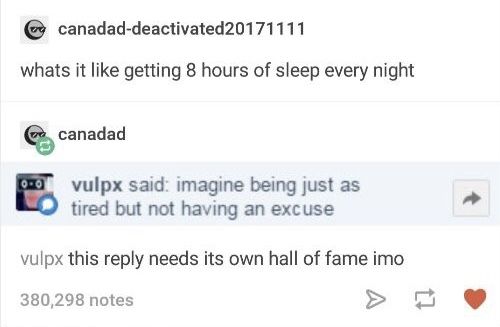 canadad-deactivated20171111
whats it like getting 8 hours of sleep every night
canadad
vulpx said: imagine being just as
tired but not having an excuse
vulpx this reply needs its own hall of fame imo
380,298 notes